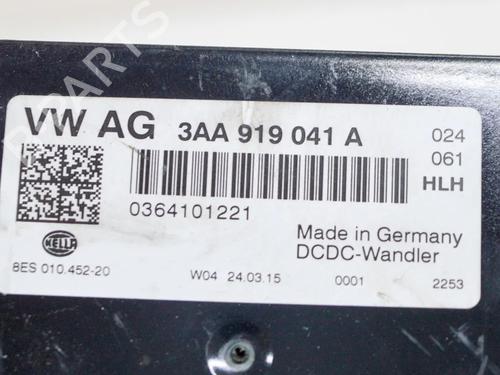 VW AG 3AA 919 041 A 024
061
HLH
0364101221
Made in Germany
DCDC-Wandler
HELLA
8ES 010.452-20 W04 24.03.15 0001 2253